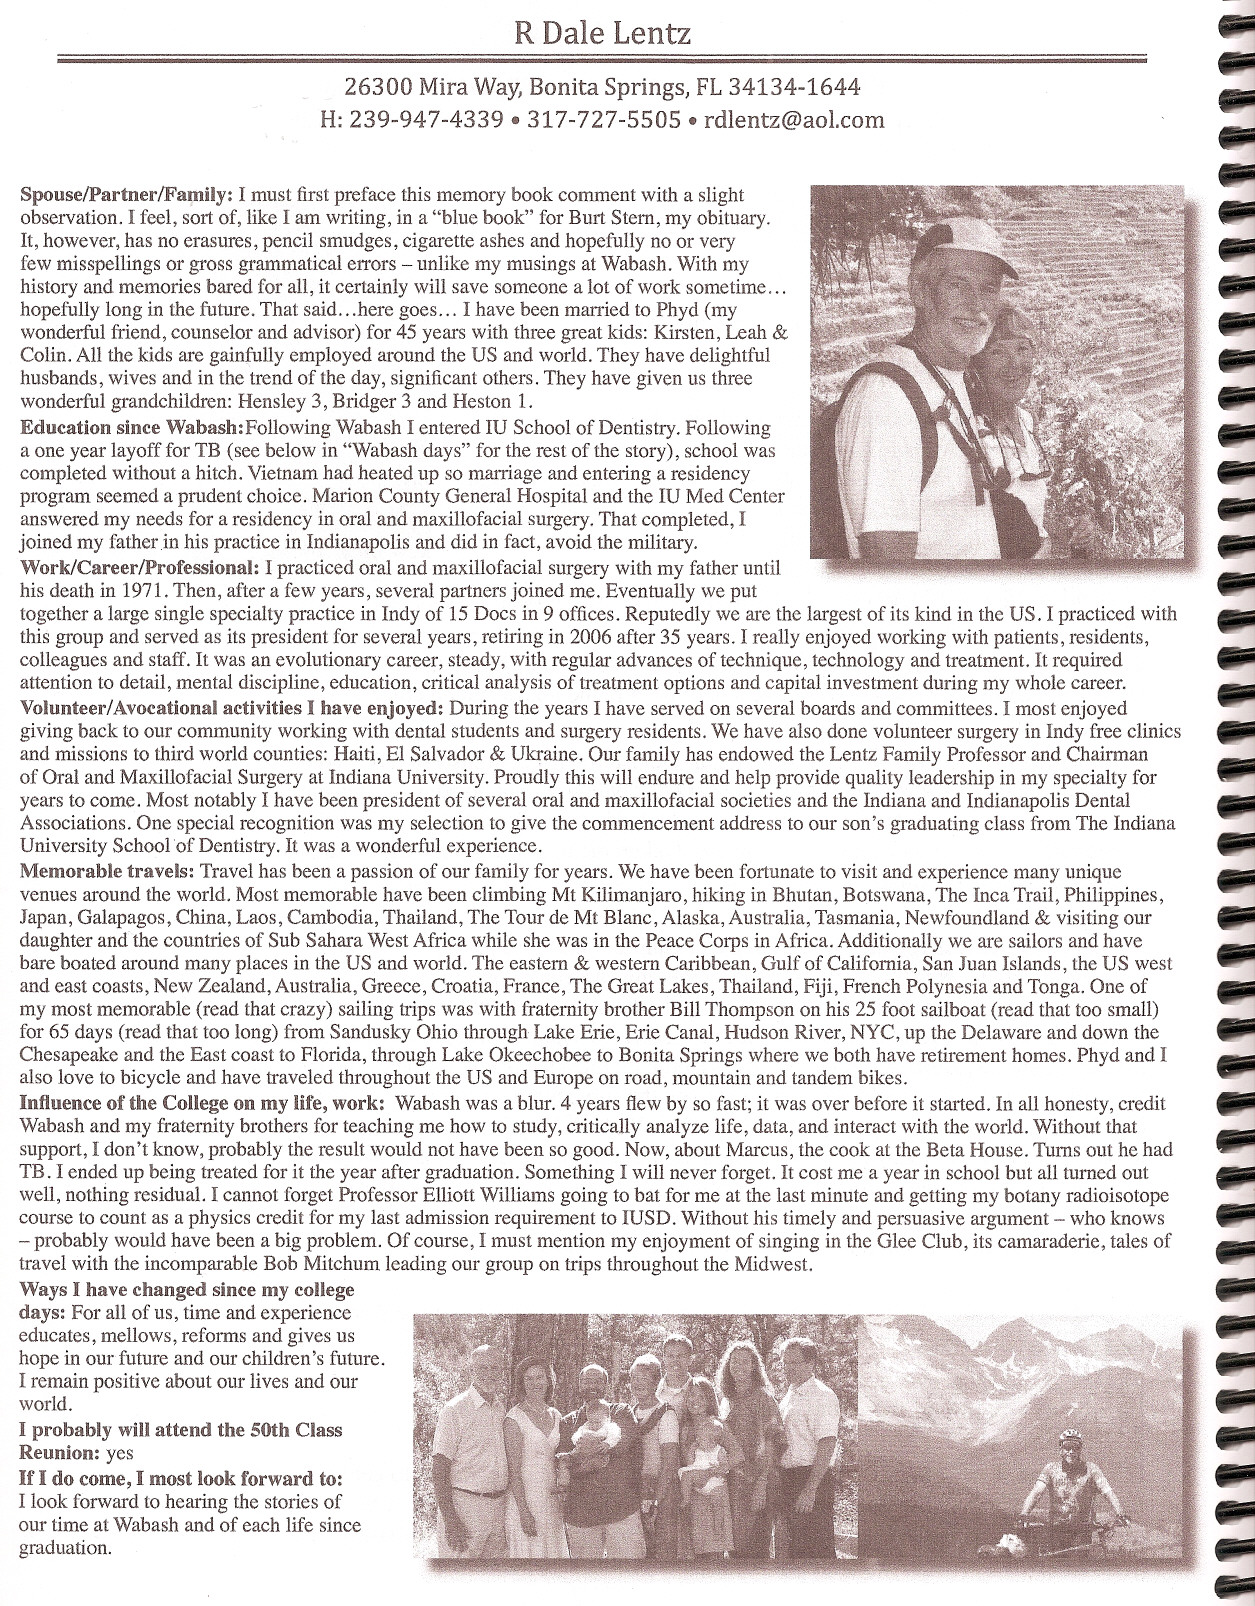 R Dale Lentz
26300 Mira Way, Bonita Springs, FL 34134-1644
H: 239-947-4339 • 317-727-5505 • rdlentz@aol.com
Spouse/Partner/Family: I must first preface this memory book comment with a slight
observation. I feel, sort of, like I am writing, in a “blue book” for Burt Stern, my obituary.
It, however, has no erasures, pencil smudges, cigarette ashes and hopefully no or very
few misspellings or gross grammatical errors – unlike my musings at Wabash. With my
history and memories bared for all, it certainly will save someone a lot of work sometime…
hopefully long in the future. That said…here goes… I have been married to Phyd (my
wonderful friend, counselor and advisor) for 45 years with three great kids: Kirsten, Leah &
Colin. All the kids are gainfully employed around the US and world. They have delightful
husbands, wives and in the trend of the day, significant others. They have given us three
wonderful grandchildren: Hensley 3, Bridger 3 and Heston 1.
Education since Wabash:Following Wabash I entered IU School of Dentistry. Following
a one year layoff for TB (see below in “Wabash days” for the rest of the story), school was
completed without a hitch. Vietnam had heated up so marriage and entering a residency
program seemed a prudent choice. Marion County General Hospital and the IU Med Center
answered my needs for a residency in oral and maxillofacial surgery. That completed, I
joined my father in his practice in Indianapolis and did in fact, avoid the military.
Work/Career/Professional: I practiced oral and maxillofacial surgery with my father until
his death in 1971. Then, after a few years, several partners joined me. Eventually we put
together a large single specialty practice in Indy of 15 Docs in 9 offices. Reputedly we are the largest of its kind in the US. I practiced with
this group and served as its president for several years, retiring in 2006 after 35 years. I really enjoyed working with patients, residents,
colleagues and staff. It was an evolutionary career, steady, with regular advances of technique, technology and treatment. It required
attention to detail, mental discipline, education, critical analysis of treatment options and capital investment during my whole career.
Volunteer/Avocational activities I have enjoyed: During the years I have served on several boards and committees. I most enjoyed
giving back to our community working with dental students and surgery residents. We have also done volunteer surgery in Indy free clinics
and missions to third world counties: Haiti, El Salvador & Ukraine. Our family has endowed the Lentz Family Professor and Chairman
of Oral and Maxillofacial Surgery at Indiana University. Proudly this will endure and help provide quality leadership in my specialty for
years to come. Most notably I have been president of several oral and maxillofacial societies and the Indiana and Indianapolis Dental
Associations. One special recognition was my selection to give the commencement address to our son’s graduating class from The Indiana
University School of Dentistry. It was a wonderful experience.
Memorable travels: Travel has been a passion of our family for years. We have been fortunate to visit and experience many unique
venues around the world. Most memorable have been climbing Mt Kilimanjaro, hiking in Bhutan, Botswana, The Inca Trail, Philippines,
Japan, Galapagos, China, Laos, Cambodia, Thailand, The Tour de Mt Blanc, Alaska, Australia, Tasmania, Newfoundland & visiting our
daughter and the countries of Sub Sahara West Africa while she was in the Peace Corps in Africa. Additionally we are sailors and have
bare boated around many places in the US and world. The eastern & western Caribbean, Gulf of California, San Juan Islands, the US west
and east coasts, New Zealand, Australia, Greece, Croatia, France, The Great Lakes, Thailand, Fiji, French Polynesia and Tonga. One of
my most memorable (read that crazy) sailing trips was with fraternity brother Bill Thompson on his 25 foot sailboat (read that too small)
for 65 days (read that too long) from Sandusky Ohio through Lake Erie, Erie Canal, Hudson River, NYC, up the Delaware and down the
Chesapeake and the East coast to Florida, through Lake Okeechobee to Bonita Springs where we both have retirement homes. Phyd and I
also love to bicycle and have traveled throughout the US and Europe on road, mountain and tandem bikes.
Influence of the College on my life, work: Wabash was a blur. 4 years flew by so fast; it was over before it started. In all honesty, credit
Wabash and my fraternity brothers for teaching me how to study, critically analyze life, data, and interact with the world. Without that
support, I don’t know, probably the result would not have been so good. Now, about Marcus, the cook at the Beta House. Turns out he had
TB. I ended up being treated for it the year after graduation. Something I will never forget. It cost me a year in school but all turned out
well, nothing residual. I cannot forget Professor Elliott Williams going to bat for me at the last minute and getting my botany radioisotope
course to count as a physics credit for my last admission requirement to IUSD. Without his timely and persuasive argument – who knows
– probably would have been a big problem. Of course, I must mention my enjoyment of singing in the Glee Club, its camaraderie, tales of
travel with the incomparable Bob Mitchum leading our group on trips throughout the Midwest.
Ways I have changed since my college
days: For all of us, time and experience
educates, mellows, reforms and gives us
hope in our future and our children’s future.
I remain positive about our lives and our
world.
I probably will attend the 50th Class
Reunion: yes
If I do come, I most look forward to:
I look forward to hearing the stories of
our time at Wabash and of each life since
graduation.